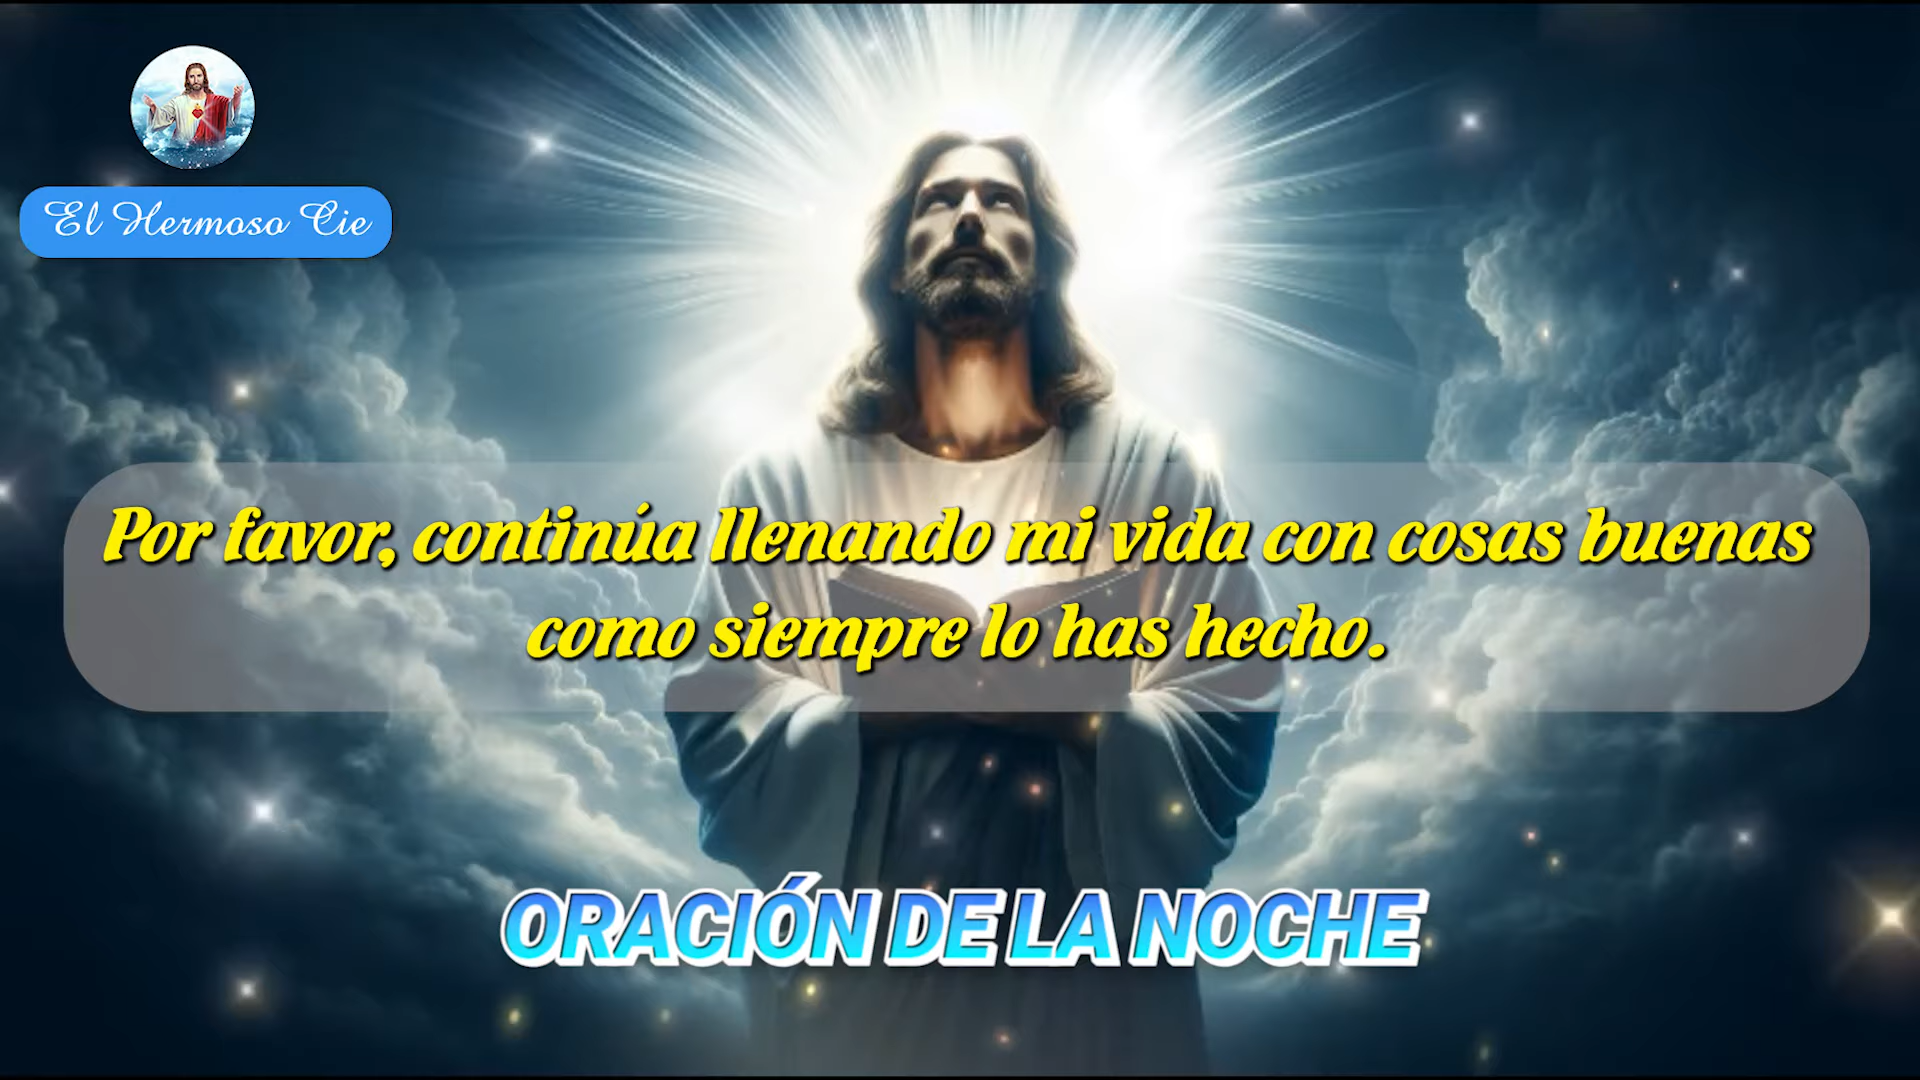 El Hermoso Cie
Por favor, continúa llenando mi vida con cosas buenas
como siempre lo has hecho.
ORACIÓN DE LA NOCHE